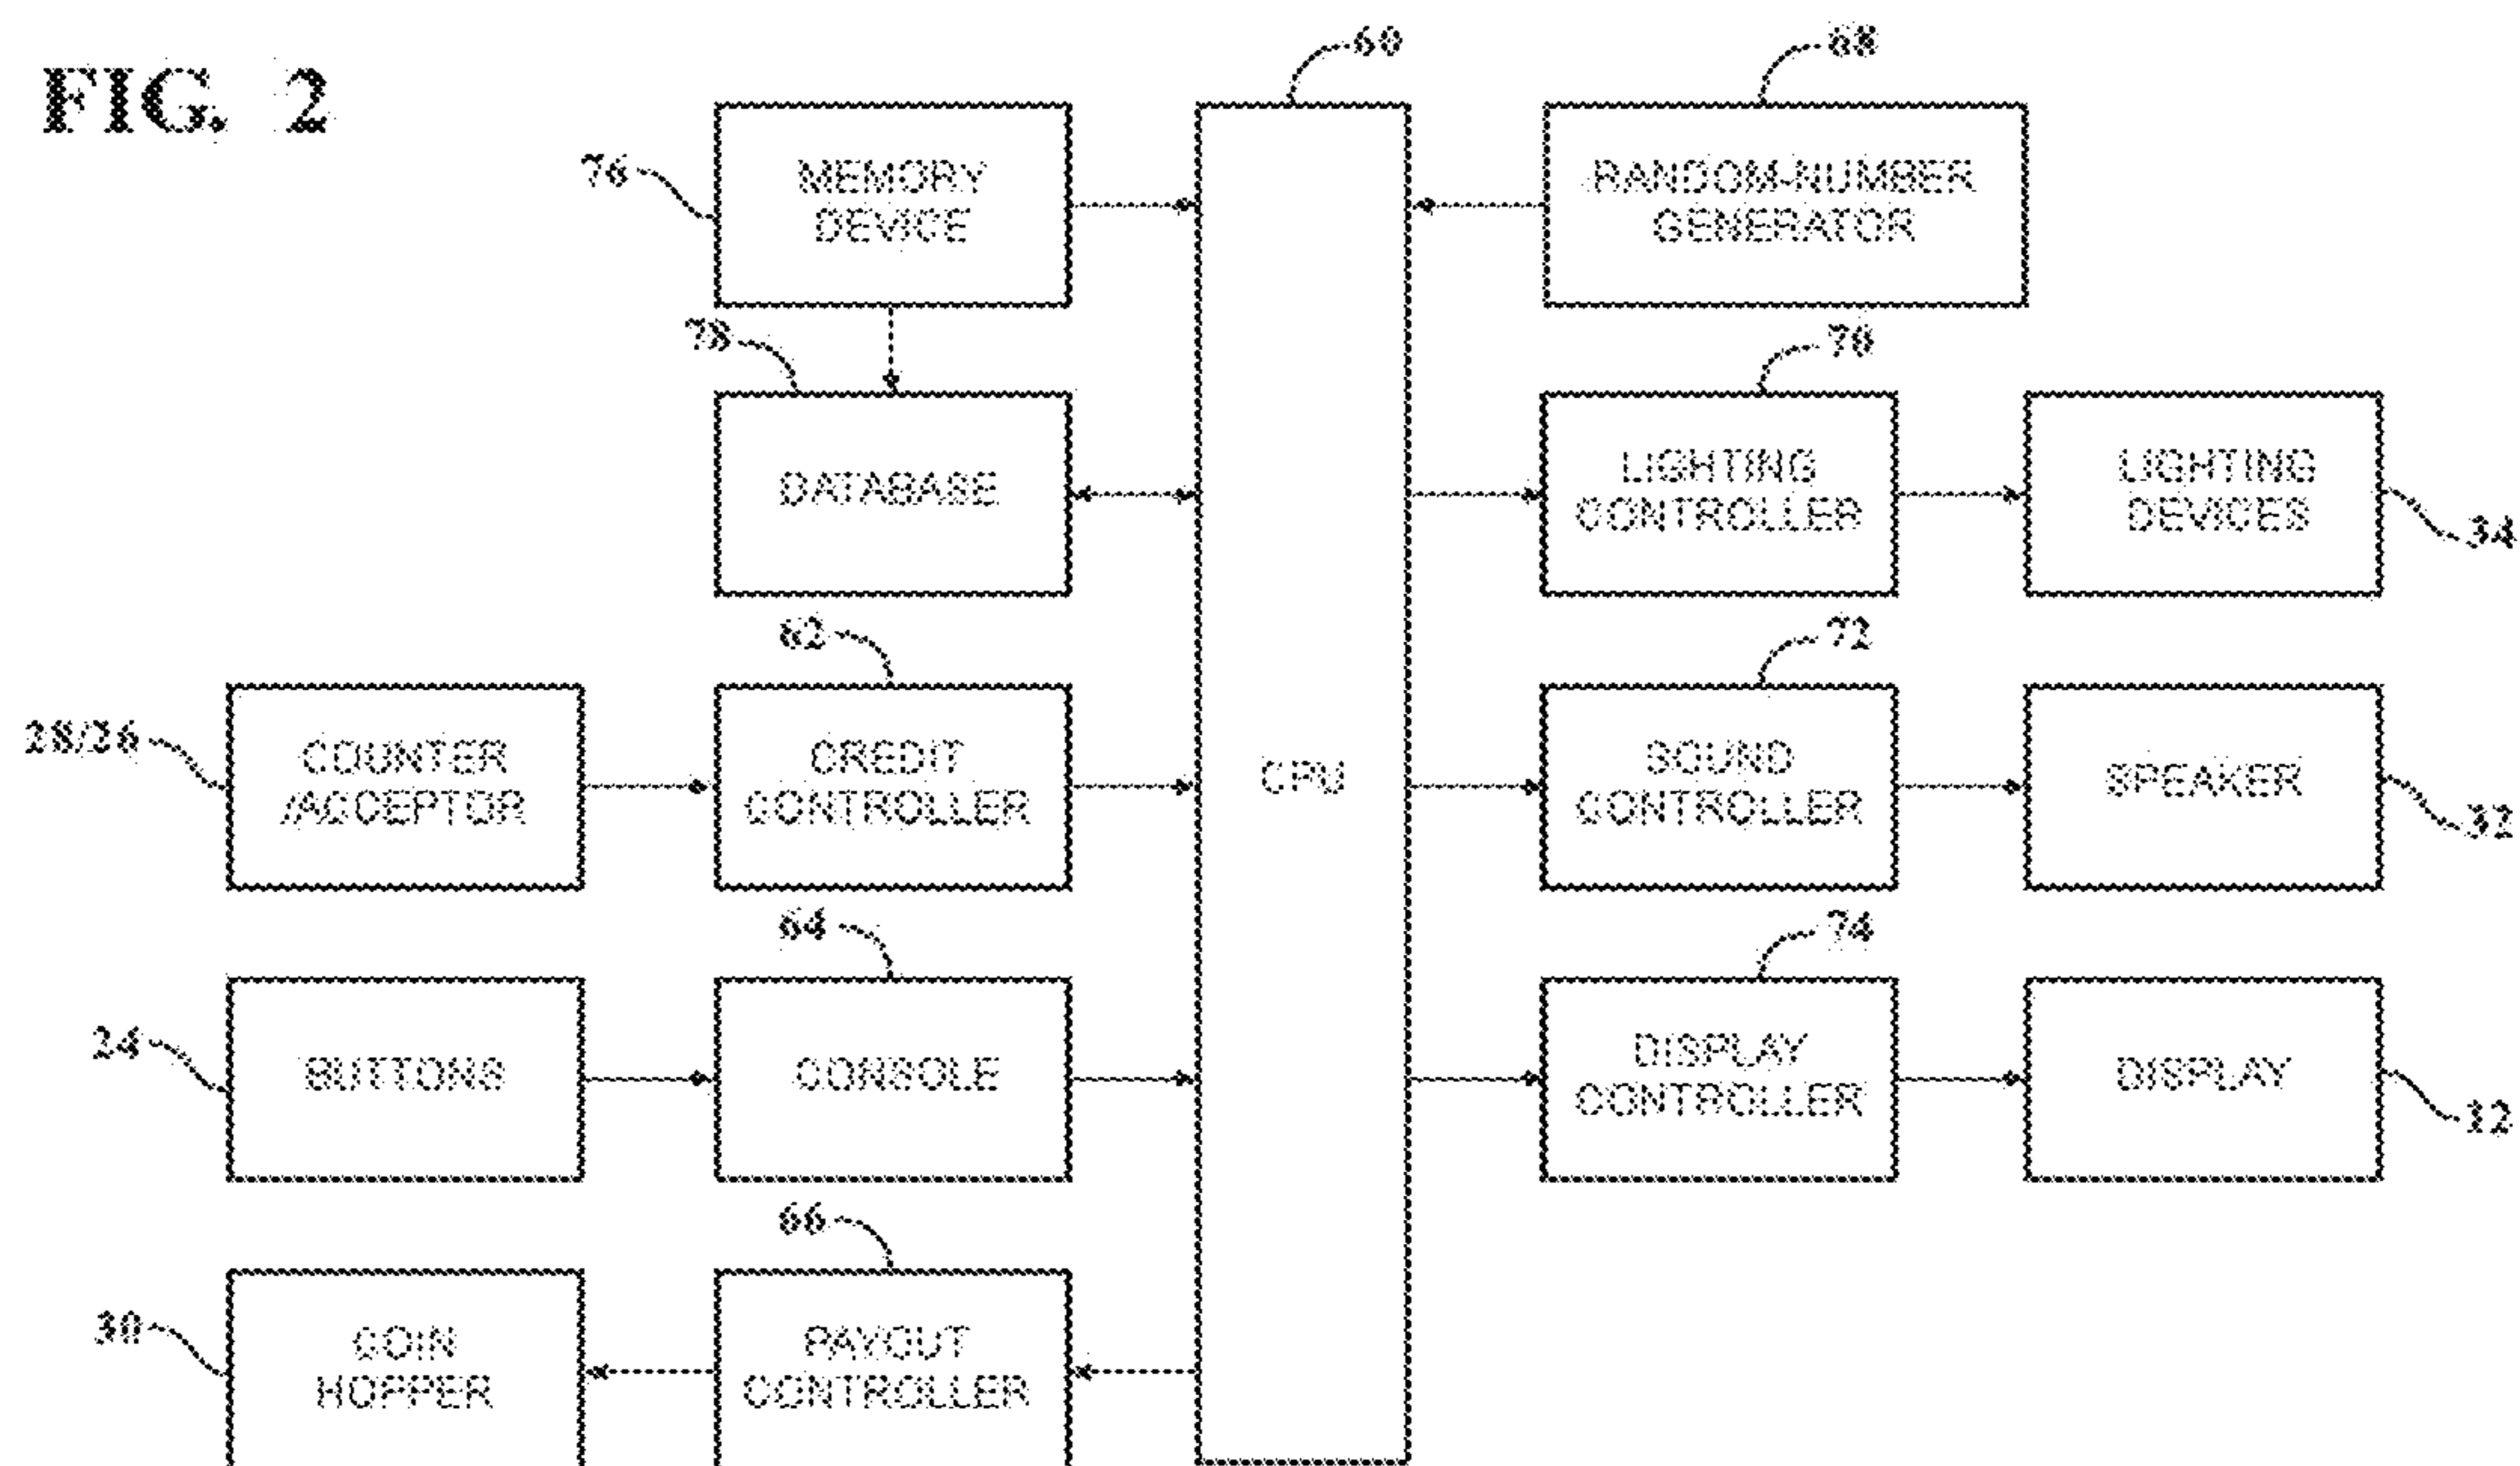 FIG. 2
60
68
76
MEMORY
DEVICE
RANDOM-NUMBER
GENERATOR
78
70
DATABASE
LIGHTING
CONTROLLER
LIGHTING
DEVICES
34
62
72
COUNTER
/ACCEPTOR
CREDIT
CONTROLLER
CPU
SOUND
CONTROLLER
SPEAKER
32
64
74
24
BUTTONS
CONSOLE
DISPLAY
CONTROLLER
DISPLAY
12
66
30
COIN
HOPPER
PAYOUT
CONTROLLER